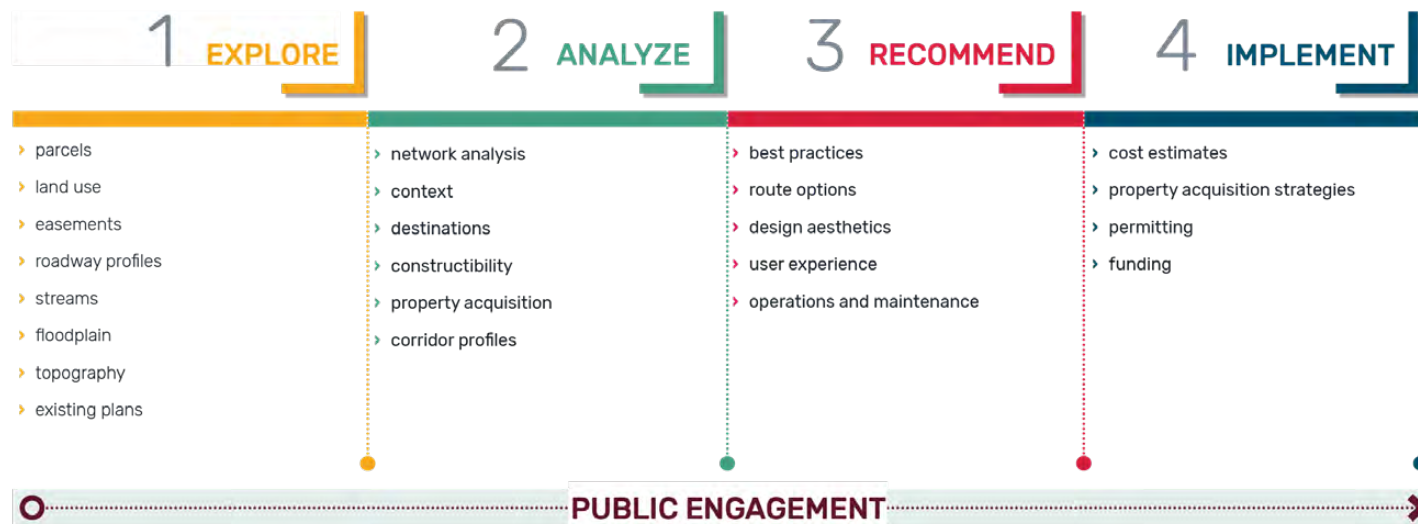 1 EXPLORE
parcels
land use
easements
roadway profiles
streams
floodplain
topography
existing plans
2 ANALYZE
network analysis
context
destinations
constructibility
property acquisition
corridor profiles
3 RECOMMEND
best practices
route options
design aesthetics
user experience
operations and maintenance
4 IMPLEMENT
cost estimates
property acquisition strategies
permitting
funding
PUBLIC ENGAGEMENT